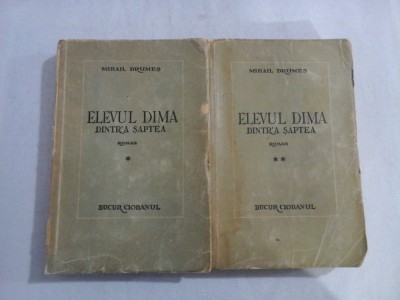 MIHAIL DRUMEȘ
ELEVUL DIMA
DINTR'A ȘAPTEA
ROMAN
*
BUCUR CIOBANUL
MIHAIL DRUMEȘ
ELEVUL DIMA
DINTR'A ȘAPTEA
ROMAN
**
BUCUR CIOBANUL